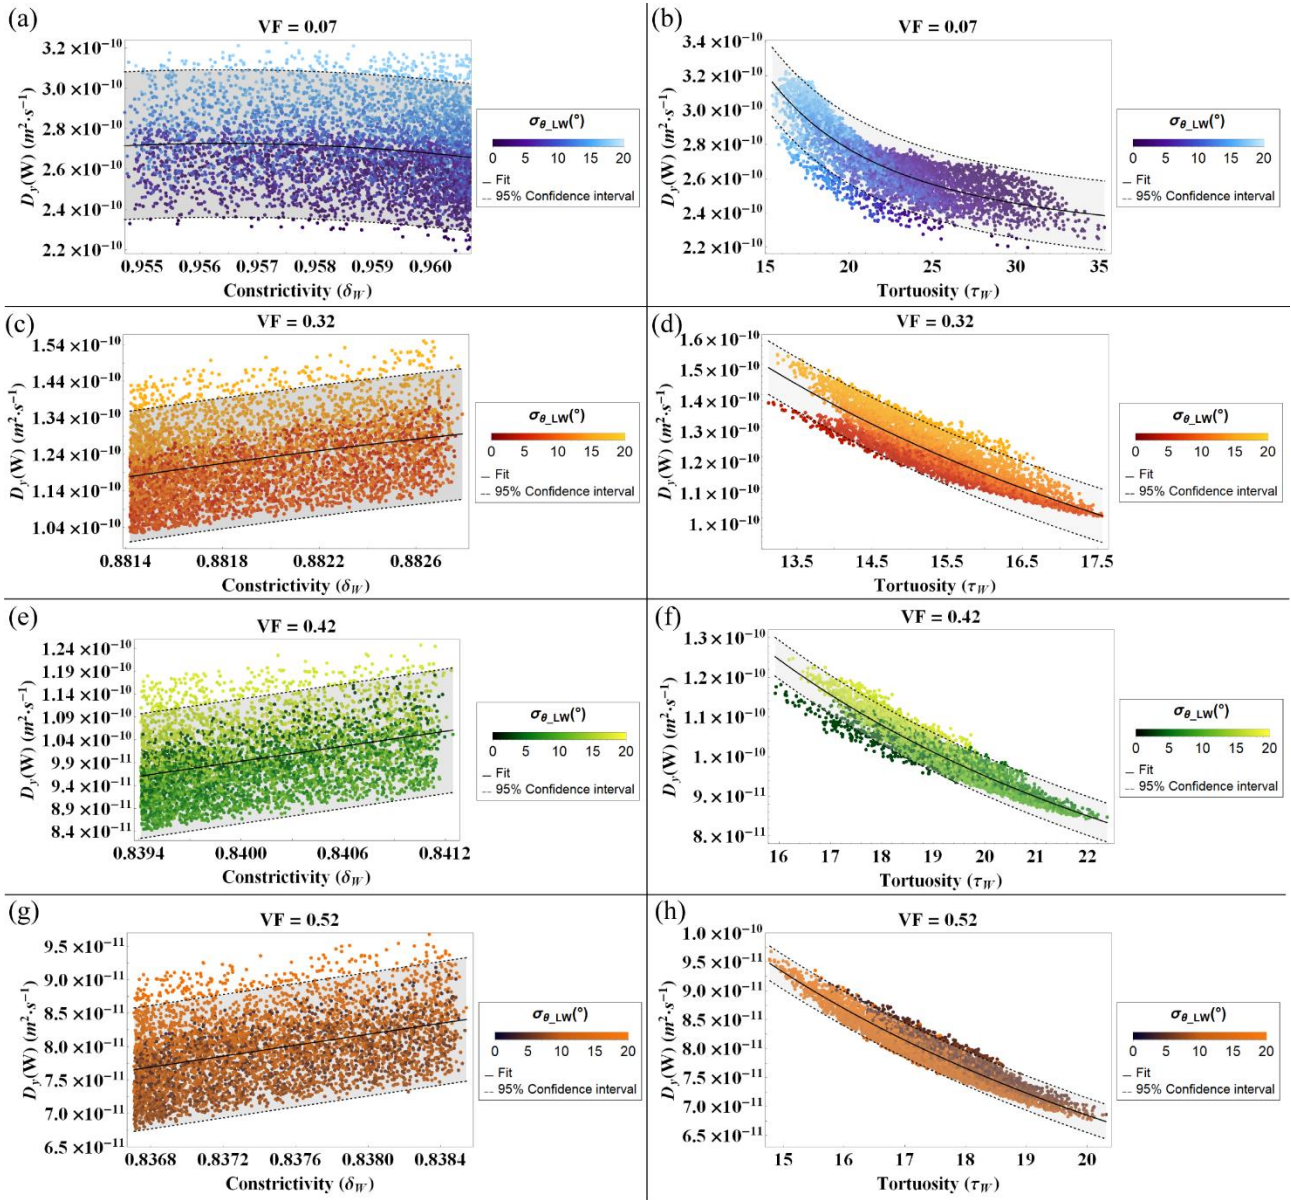 (a)
VF = 0.07
D_y(W) (m²·s⁻¹)
3.2 ×10⁻¹⁰
3.0 ×10⁻¹⁰
2.8 ×10⁻¹⁰
2.6 ×10⁻¹⁰
2.4 ×10⁻¹⁰
2.2 ×10⁻¹⁰
0.955 0.956 0.957 0.958 0.959 0.960
Constrictivity (δ_W)
σ_θ_LW(°)
0 5 10 15 20
Fit
95% Confidence interval
(b)
VF = 0.07
D_y(W) (m²·s⁻¹)
3.4 ×10⁻¹⁰
3.2 ×10⁻¹⁰
3.0 ×10⁻¹⁰
2.8 ×10⁻¹⁰
2.6 ×10⁻¹⁰
2.4 ×10⁻¹⁰
2.2 ×10⁻¹⁰
15 20 25 30 35
Tortuosity (τ_W)
σ_θ_LW(°)
0 5 10 15 20
Fit
95% Confidence interval
(c)
VF = 0.32
D_y(W) (m²·s⁻¹)
1.54 ×10⁻¹⁰
1.44 ×10⁻¹⁰
1.34 ×10⁻¹⁰
1.24 ×10⁻¹⁰
1.14 ×10⁻¹⁰
1.04 ×10⁻¹⁰
0.8814 0.8818 0.8822 0.8826
Constrictivity (δ_W)
σ_θ_LW(°)
0 5 10 15 20
Fit
95% Confidence interval
(d)
VF = 0.32
D_y(W) (m²·s⁻¹)
1.6 ×10⁻¹⁰
1.5 ×10⁻¹⁰
1.4 ×10⁻¹⁰
1.3 ×10⁻¹⁰
1.2 ×10⁻¹⁰
1.1 ×10⁻¹⁰
1. ×10⁻¹⁰
13.5 14.5 15.5 16.5 17.5
Tortuosity (τ_W)
σ_θ_LW(°)
0 5 10 15 20
Fit
95% Confidence interval
(e)
VF = 0.42
D_y(W) (m²·s⁻¹)
1.24 ×10⁻¹⁰
1.19 ×10⁻¹⁰
1.14 ×10⁻¹⁰
1.09 ×10⁻¹⁰
1.04 ×10⁻¹⁰
9.9 ×10⁻¹¹
9.4 ×10⁻¹¹
8.9 ×10⁻¹¹
8.4 ×10⁻¹¹
0.8394 0.8400 0.8406 0.8412
Constrictivity (δ_W)
σ_θ_LW(°)
0 5 10 15 20
Fit
95% Confidence interval
(f)
VF = 0.42
D_y(W) (m²·s⁻¹)
1.3 ×10⁻¹⁰
1.2 ×10⁻¹⁰
1.1 ×10⁻¹⁰
1. ×10⁻¹⁰
9. ×10⁻¹¹
8. ×10⁻¹¹
16 17 18 19 20 21 22
Tortuosity (τ_W)
σ_θ_LW(°)
0 5 10 15 20
Fit
95% Confidence interval
(g)
VF = 0.52
D_y(W) (m²·s⁻¹)
9.5 ×10⁻¹¹
9.0 ×10⁻¹¹
8.5 ×10⁻¹¹
8.0 ×10⁻¹¹
7.5 ×10⁻¹¹
7.0 ×10⁻¹¹
6.5 ×10⁻¹¹
0.8368 0.8372 0.8376 0.8380 0.8384
Constrictivity (δ_W)
σ_θ_LW(°)
0 5 10 15 20
Fit
95% Confidence interval
(h)
VF = 0.52
D_y(W) (m²·s⁻¹)
1.0 ×10⁻¹⁰
9.5 ×10⁻¹¹
9.0 ×10⁻¹¹
8.5 ×10⁻¹¹
8.0 ×10⁻¹¹
7.5 ×10⁻¹¹
7.0 ×10⁻¹¹
6.5 ×10⁻¹¹
15 16 17 18 19 20
Tortuosity (τ_W)
σ_θ_LW(°)
0 5 10 15 20
Fit
95% Confidence interval